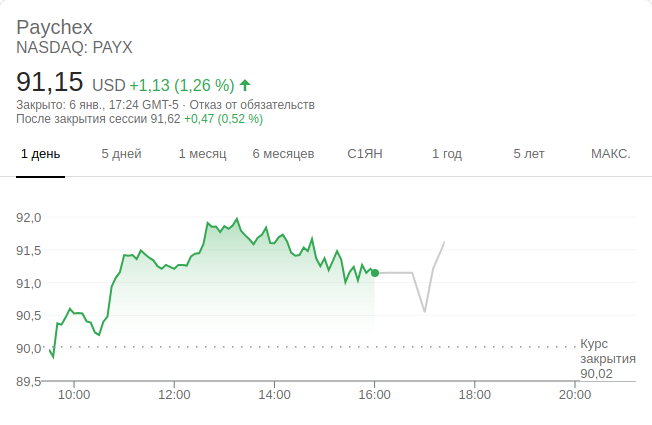 Paychex
NASDAQ: PAYX
91,15 USD +1,13 (1,26 %)
Закрыто: 6 янв., 17:24 GMT-5 · Отказ от обязательств
После закрытия сессии 91,62 +0,47 (0,52 %)
1 день 5 дней 1 месяц 6 месяцев С1ЯН 1 год 5 лет МАКС.
92,0
91,5
91,0
90,5
90,0
89,5
Курс
закрытия
90,02
10:00 12:00 14:00 16:00 18:00 20:00